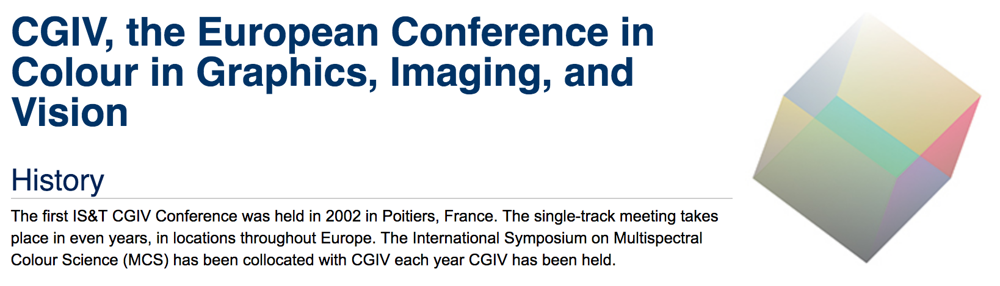 CGIV, the European Conference in
Colour in Graphics, Imaging, and
Vision
History
The first IS&T CGIV Conference was held in 2002 in Poitiers, France. The single-track meeting takes
place in even years, in locations throughout Europe. The International Symposium on Multispectral
Colour Science (MCS) has been collocated with CGIV each year CGIV has been held.